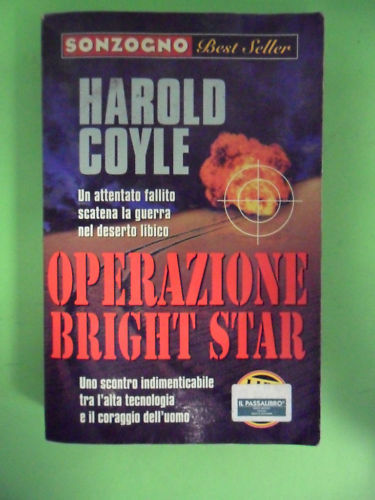 SONZOGNO Best Seller
HAROLD
COYLE
Un attentato fallito
scatena la guerra
nel deserto libico
OPERAZIONE
BRIGHT STAR
Uno scontro indimenticabile
tra l'alta tecnologia
e il coraggio dell'uomo
IL PASSALIBRO